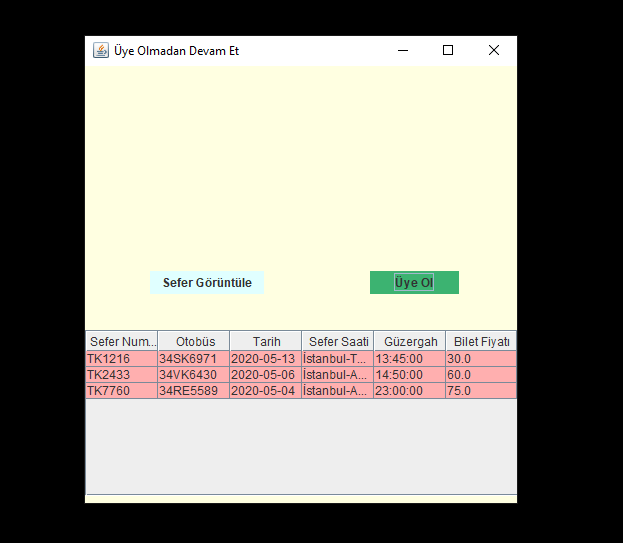 Üye Olmadan Devam Et
Sefer Görüntüle Üye Ol
Sefer Num... Otobüs Tarih Sefer Saati Güzergah Bilet Fiyatı
TK1216 34SK6971 2020-05-13 İstanbul-T... 13:45:00 30.0
TK2433 34VK6430 2020-05-06 İstanbul-A... 14:50:00 60.0
TK7760 34RE5589 2020-05-04 İstanbul-A... 23:00:00 75.0